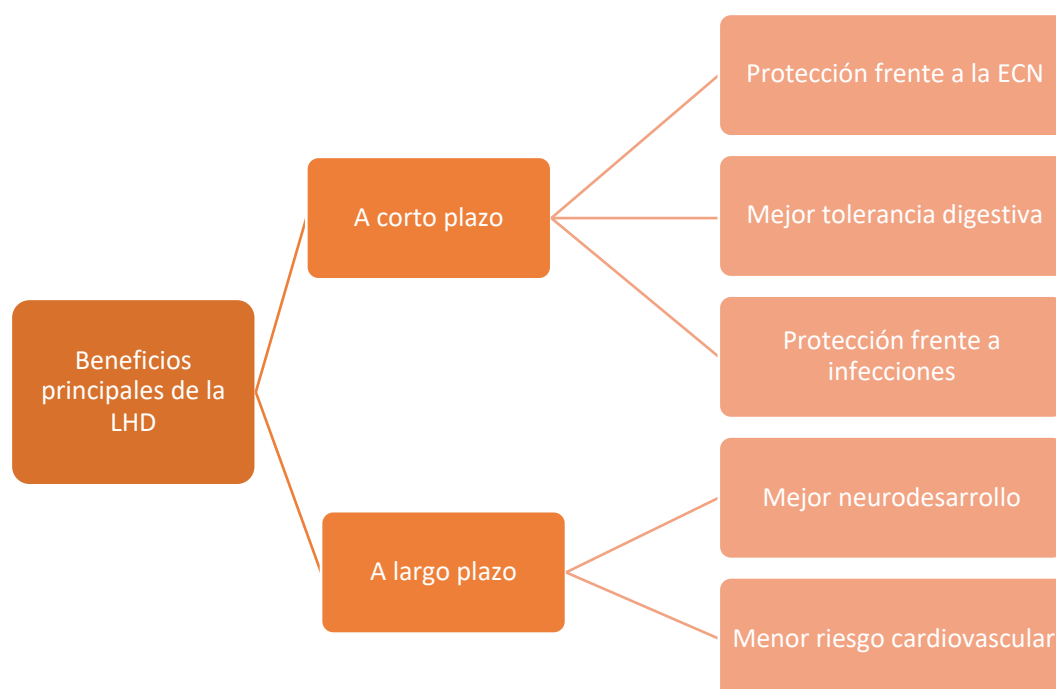 Beneficios
principales de la
LHD
A corto plazo
Protección frente a la ECN
Mejor tolerancia digestiva
Protección frente a
infecciones
A largo plazo
Mejor neurodesarrollo
Menor riesgo cardiovascular